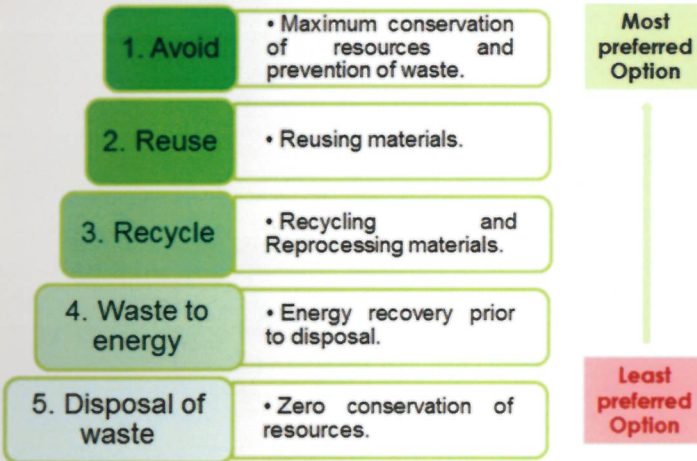 1. Avoid
• Maximum conservation
of resources and
prevention of waste.
2. Reuse
• Reusing materials.
3. Recycle
• Recycling and
Reprocessing materials.
4. Waste to
energy
• Energy recovery prior
to disposal.
5. Disposal of
waste
• Zero conservation of
resources.
Most
preferred
Option
Least
preferred
Option